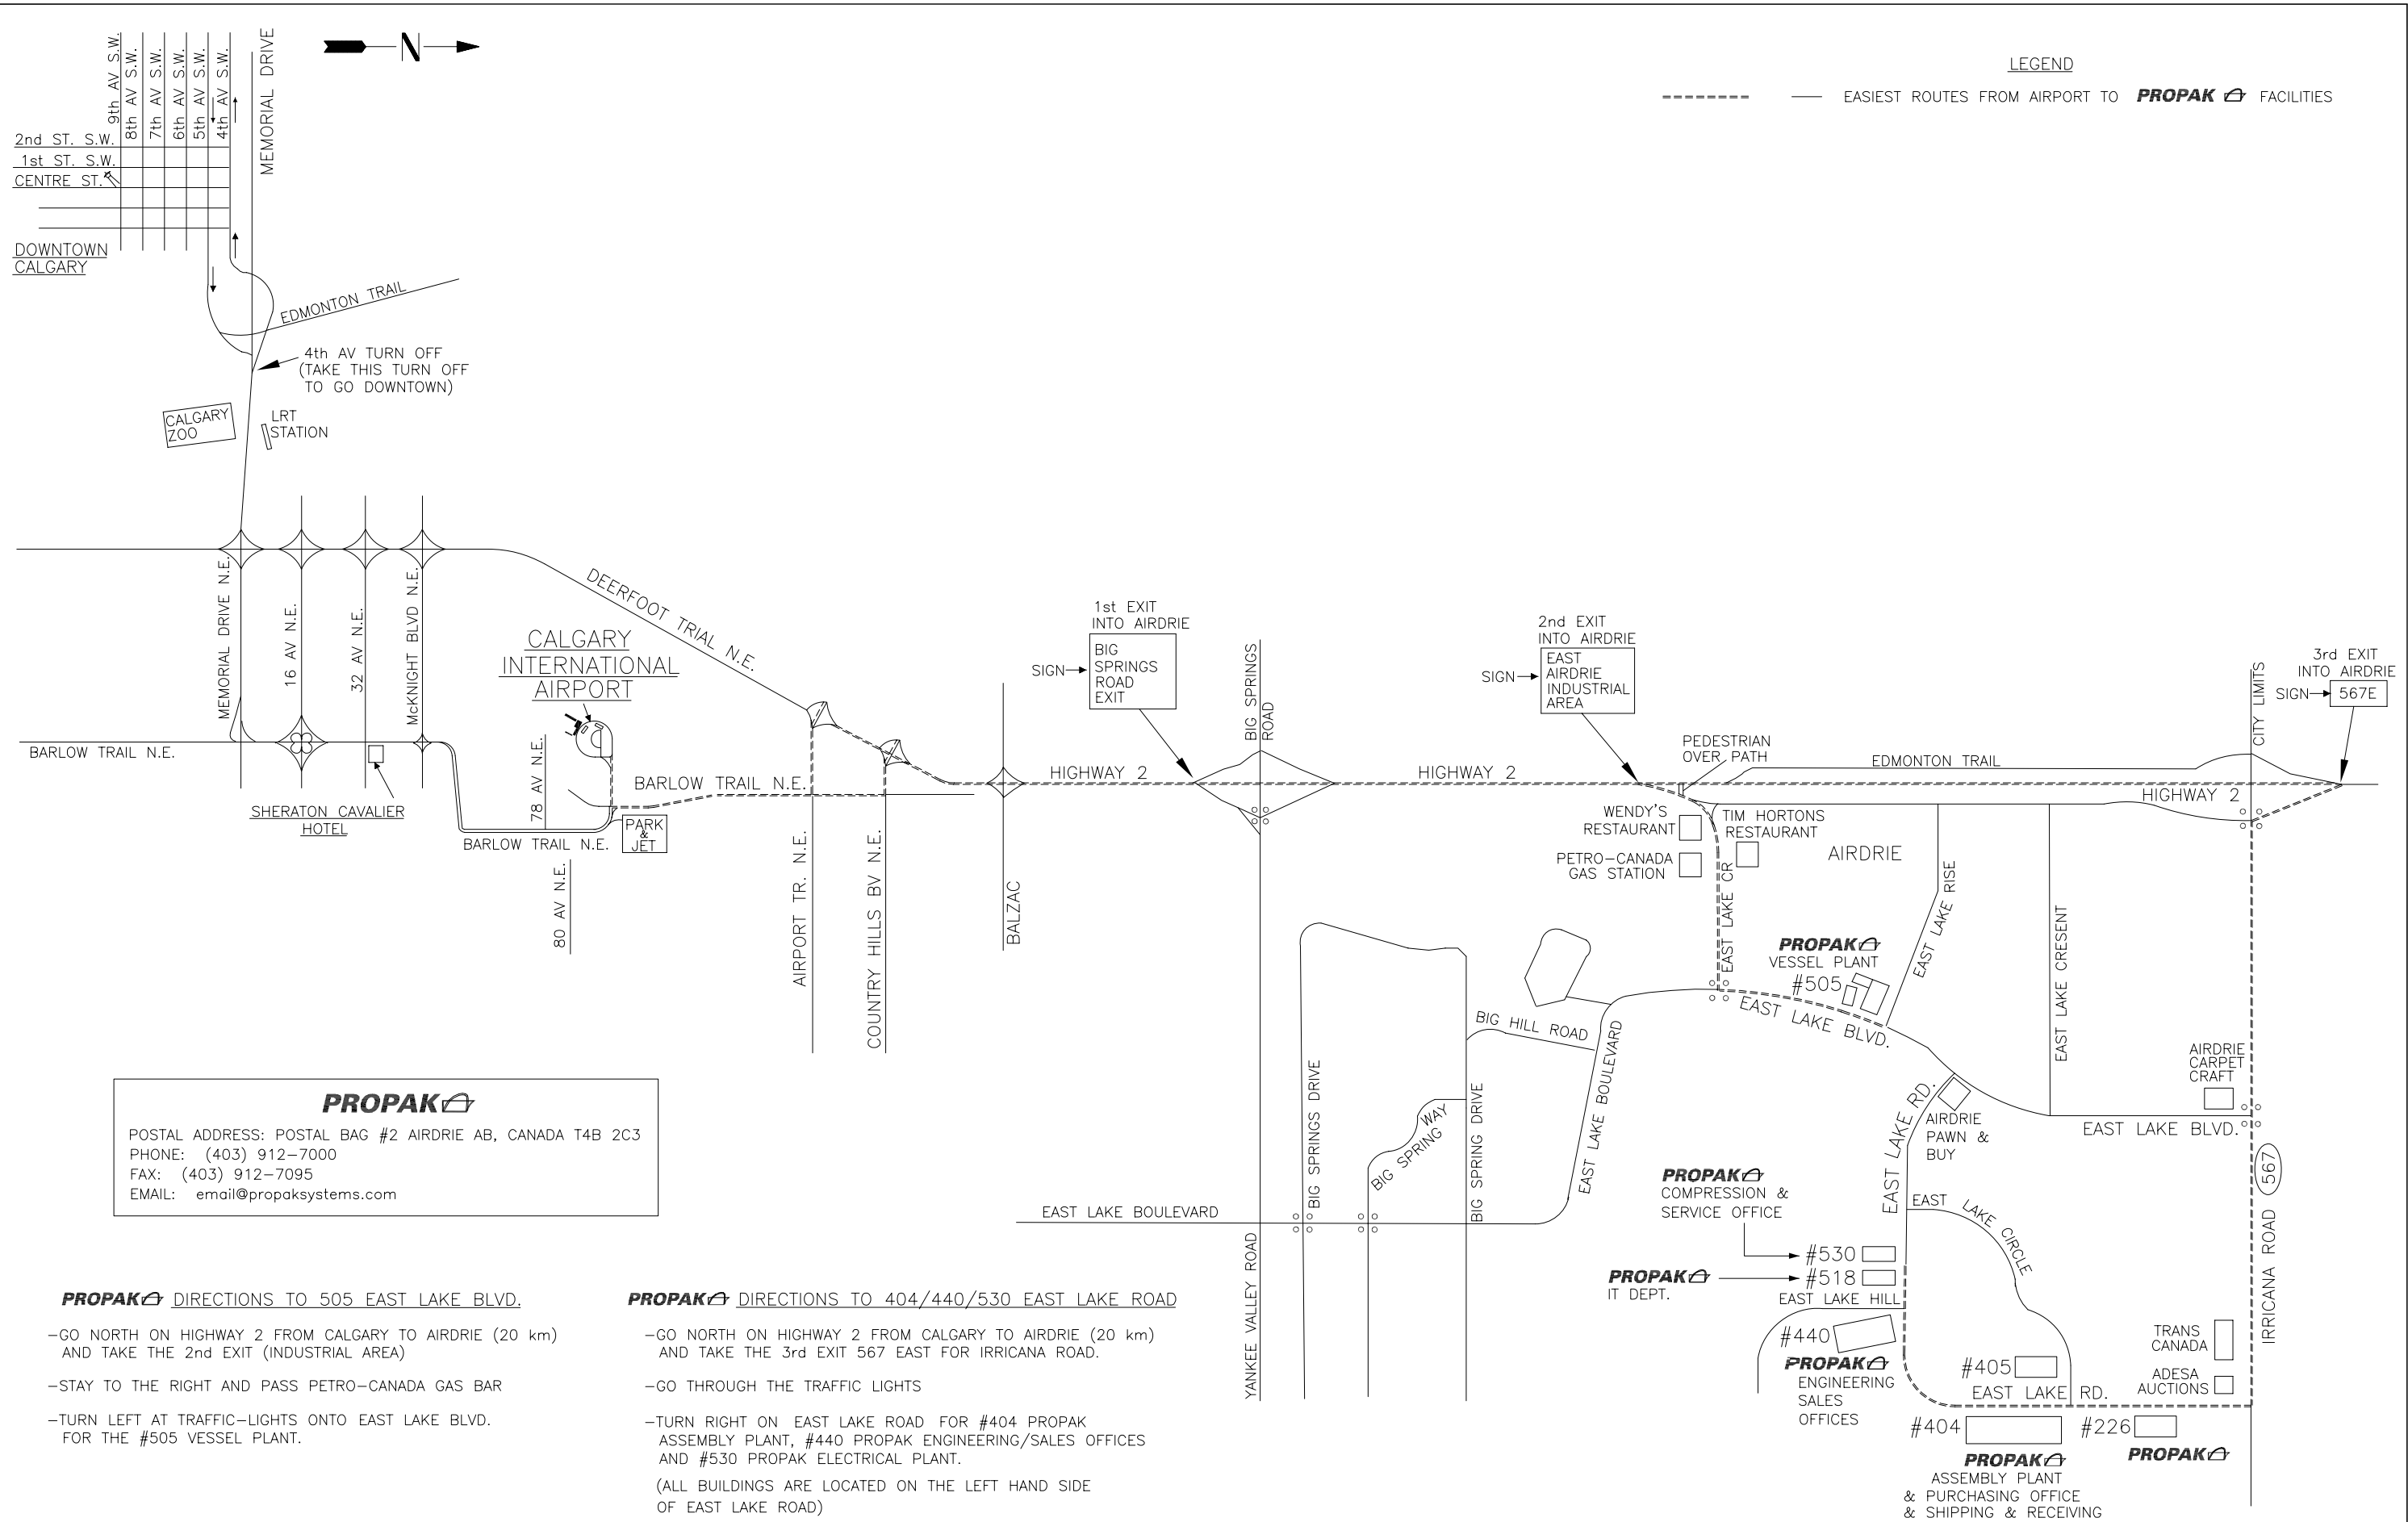 9th AV S.W.
8th AV S.W.
7th AV S.W.
6th AV S.W.
5th AV S.W.
4th AV S.W.
MEMORIAL DRIVE
N
2nd ST. S.W.
1st ST. S.W.
CENTRE ST.
DOWNTOWN
CALGARY
EDMONTON TRAIL
4th AV TURN OFF
(TAKE THIS TURN OFF
TO GO DOWNTOWN)
CALGARY
ZOO
LRT
STATION
LEGEND
— EASIEST ROUTES FROM AIRPORT TO PROPAK FACILITIES
MEMORIAL DRIVE N.E.
16 AV N.E.
32 AV N.E.
McKNIGHT BLVD N.E.
DEERFOOT TRIAL N.E.
CALGARY
INTERNATIONAL
AIRPORT
BARLOW TRAIL N.E.
SHERATON CAVALIER
HOTEL
78 AV N.E.
BARLOW TRAIL N.E.
PARK
&
JET
BARLOW TRAIL N.E.
80 AV N.E.
AIRPORT TR. N.E.
COUNTRY HILLS BV N.E.
BALZAC
1st EXIT
INTO AIRDRIE
SIGN
BIG
SPRINGS
ROAD
EXIT
HIGHWAY 2
BIG SPRINGS
ROAD
HIGHWAY 2
2nd EXIT
INTO AIRDRIE
SIGN
EAST
AIRDRIE
INDUSTRIAL
AREA
PEDESTRIAN
OVER PATH
EDMONTON TRAIL
HIGHWAY 2
CITY LIMITS
3rd EXIT
INTO AIRDRIE
SIGN
567E
WENDY'S
RESTAURANT
TIM HORTONS
RESTAURANT
PETRO-CANADA
GAS STATION
AIRDRIE
EAST LAKE CR
EAST LAKE RISE
EAST LAKE CRESENT
PROPAK
VESSEL PLANT
#505
EAST LAKE BLVD.
BIG HILL ROAD
EAST LAKE BOULEVARD
BIG SPRINGS DRIVE
BIG SPRING WAY
BIG SPRING DRIVE
EAST LAKE BOULEVARD
YANKEE VALLEY ROAD
AIRDRIE
CARPET
CRAFT
EAST LAKE RD.
AIRDRIE
PAWN &
BUY
EAST LAKE BLVD.
567
IRRICANA ROAD
EAST LAKE CIRCLE
PROPAK
COMPRESSION &
SERVICE OFFICE
#530
PROPAK
IT DEPT.
#518
EAST LAKE HILL
#440
PROPAK
ENGINEERING
SALES
OFFICES
#405
EAST LAKE RD.
TRANS
CANADA
ADESA
AUCTIONS
#404
PROPAK
ASSEMBLY PLANT
& PURCHASING OFFICE
& SHIPPING & RECEIVING
#226
PROPAK
PROPAK
POSTAL ADDRESS: POSTAL BAG #2 AIRDRIE AB, CANADA T4B 2C3
PHONE: (403) 912-7000
FAX: (403) 912-7095
EMAIL: email@propaksystems.com
PROPAK DIRECTIONS TO 505 EAST LAKE BLVD.
-GO NORTH ON HIGHWAY 2 FROM CALGARY TO AIRDRIE (20 km)
AND TAKE THE 2nd EXIT (INDUSTRIAL AREA)
-STAY TO THE RIGHT AND PASS PETRO-CANADA GAS BAR
-TURN LEFT AT TRAFFIC-LIGHTS ONTO EAST LAKE BLVD.
FOR THE #505 VESSEL PLANT.
PROPAK DIRECTIONS TO 404/440/530 EAST LAKE ROAD
-GO NORTH ON HIGHWAY 2 FROM CALGARY TO AIRDRIE (20 km)
AND TAKE THE 3rd EXIT 567 EAST FOR IRRICANA ROAD.
-GO THROUGH THE TRAFFIC LIGHTS
-TURN RIGHT ON EAST LAKE ROAD FOR #404 PROPAK
ASSEMBLY PLANT, #440 PROPAK ENGINEERING/SALES OFFICES
AND #530 PROPAK ELECTRICAL PLANT.
(ALL BUILDINGS ARE LOCATED ON THE LEFT HAND SIDE
OF EAST LAKE ROAD)